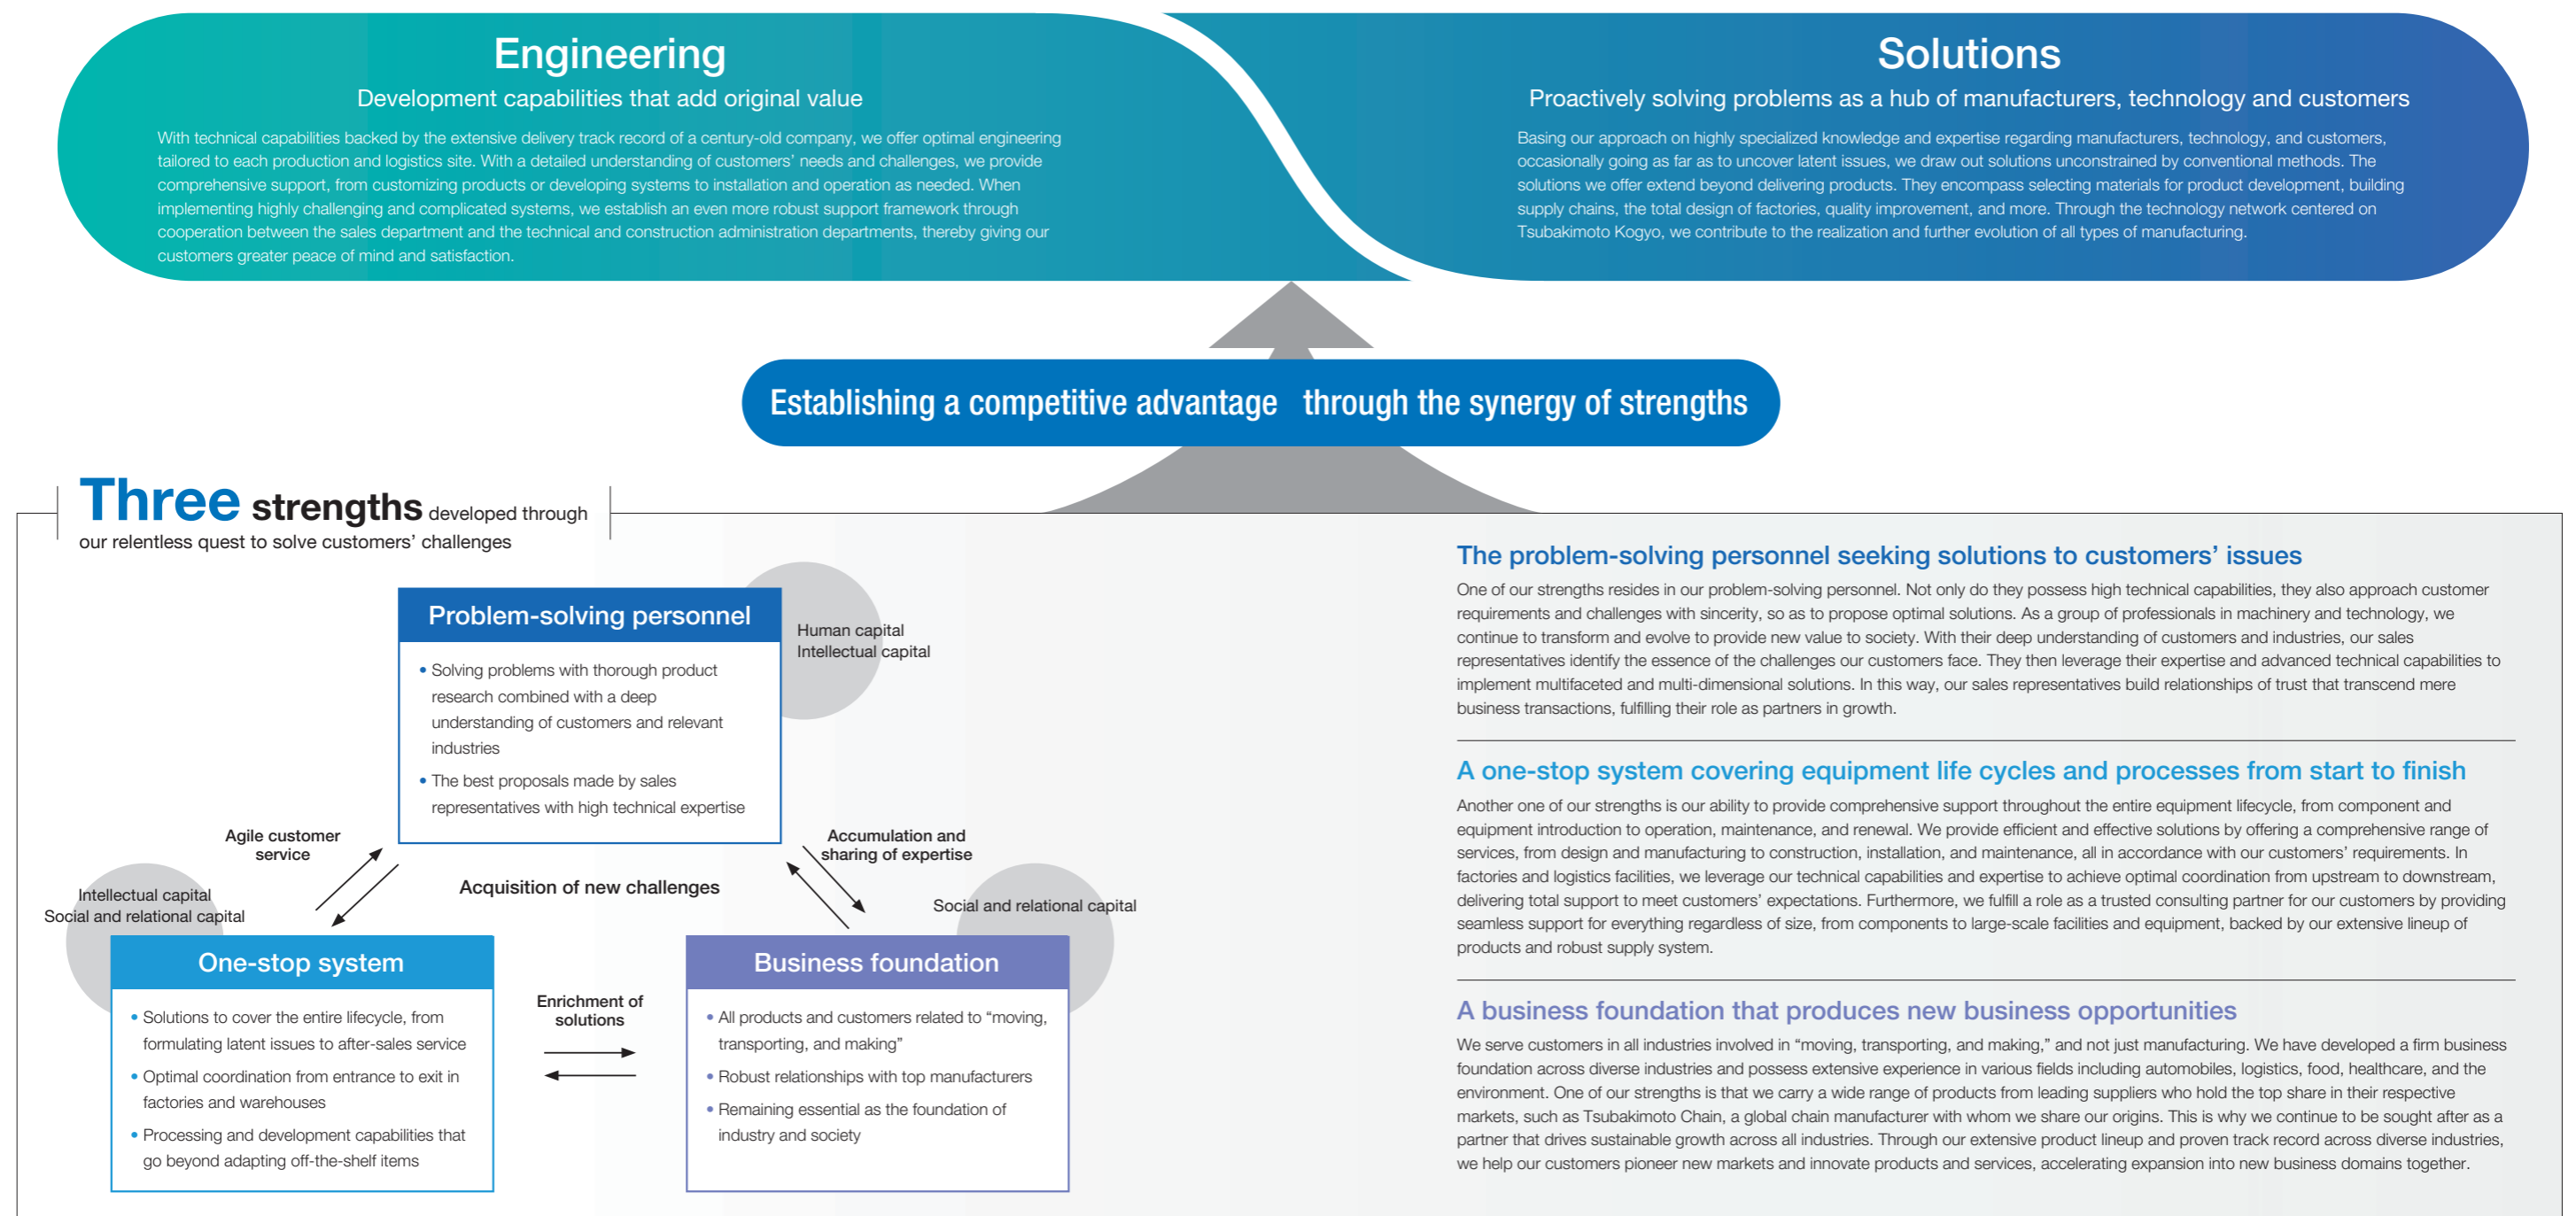 Engineering
Development capabilities that add original value
With technical capabilities backed by the extensive delivery track record of a century-old company, we offer optimal engineering
tailored to each production and logistics site. With a detailed understanding of customers’ needs and challenges, we provide
comprehensive support, from customizing products or developing systems to installation and operation as needed. When
implementing highly challenging and complicated systems, we establish an even more robust support framework through
cooperation between the sales department and the technical and construction administration departments, thereby giving our
customers greater peace of mind and satisfaction.
Solutions
Proactively solving problems as a hub of manufacturers, technology and customers
Basing our approach on highly specialized knowledge and expertise regarding manufacturers, technology, and customers,
occasionally going as far as to uncover latent issues, we draw out solutions unconstrained by conventional methods. The
solutions we offer extend beyond delivering products. They encompass selecting materials for product development, building
supply chains, the total design of factories, quality improvement, and more. Through the technology network centered on
Tsubakimoto Kogyo, we contribute to the realization and further evolution of all types of manufacturing.
Establishing a competitive advantage through the synergy of strengths
Three strengths developed through
our relentless quest to solve customers’ challenges
Problem-solving personnel
• Solving problems with thorough product
research combined with a deep
understanding of customers and relevant
industries
• The best proposals made by sales
representatives with high technical expertise
Human capital
Intellectual capital
Agile customer
service
Accumulation and
sharing of expertise
Acquisition of new challenges
Intellectual capital
Social and relational capital
Social and relational capital
One-stop system
• Solutions to cover the entire lifecycle, from
formulating latent issues to after-sales service
• Optimal coordination from entrance to exit in
factories and warehouses
• Processing and development capabilities that
go beyond adapting off-the-shelf items
Enrichment of
solutions
Business foundation
• All products and customers related to “moving,
transporting, and making”
• Robust relationships with top manufacturers
• Remaining essential as the foundation of
industry and society
The problem-solving personnel seeking solutions to customers’ issues
One of our strengths resides in our problem-solving personnel. Not only do they possess high technical capabilities, they also approach customer
requirements and challenges with sincerity, so as to propose optimal solutions. As a group of professionals in machinery and technology, we
continue to transform and evolve to provide new value to society. With their deep understanding of customers and industries, our sales
representatives identify the essence of the challenges our customers face. They then leverage their expertise and advanced technical capabilities to
implement multifaceted and multi-dimensional solutions. In this way, our sales representatives build relationships of trust that transcend mere
business transactions, fulfilling their role as partners in growth.
A one-stop system covering equipment life cycles and processes from start to finish
Another one of our strengths is our ability to provide comprehensive support throughout the entire equipment lifecycle, from component and
equipment introduction to operation, maintenance, and renewal. We provide efficient and effective solutions by offering a comprehensive range of
services, from design and manufacturing to construction, installation, and maintenance, all in accordance with our customers’ requirements. In
factories and logistics facilities, we leverage our technical capabilities and expertise to achieve optimal coordination from upstream to downstream,
delivering total support to meet customers’ expectations. Furthermore, we fulfill a role as a trusted consulting partner for our customers by providing
seamless support for everything regardless of size, from components to large-scale facilities and equipment, backed by our extensive lineup of
products and robust supply system.
A business foundation that produces new business opportunities
We serve customers in all industries involved in “moving, transporting, and making,” and not just manufacturing. We have developed a firm business
foundation across diverse industries and possess extensive experience in various fields including automobiles, logistics, food, healthcare, and the
environment. One of our strengths is that we carry a wide range of products from leading suppliers who hold the top share in their respective
markets, such as Tsubakimoto Chain, a global chain manufacturer with whom we share our origins. This is why we continue to be sought after as a
partner that drives sustainable growth across all industries. Through our extensive product lineup and proven track record across diverse industries,
we help our customers pioneer new markets and innovate products and services, accelerating expansion into new business domains together.